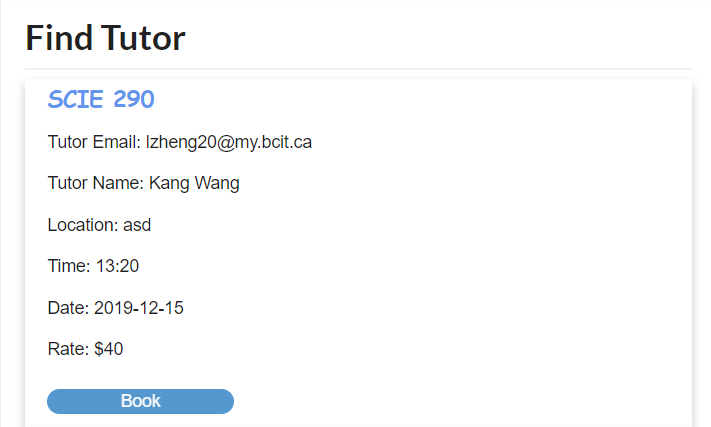 Find Tutor
SCIE 290
Tutor Email: lzheng20@my.bcit.ca
Tutor Name: Kang Wang
Location: asd
Time: 13:20
Date: 2019-12-15
Rate: $40
Book